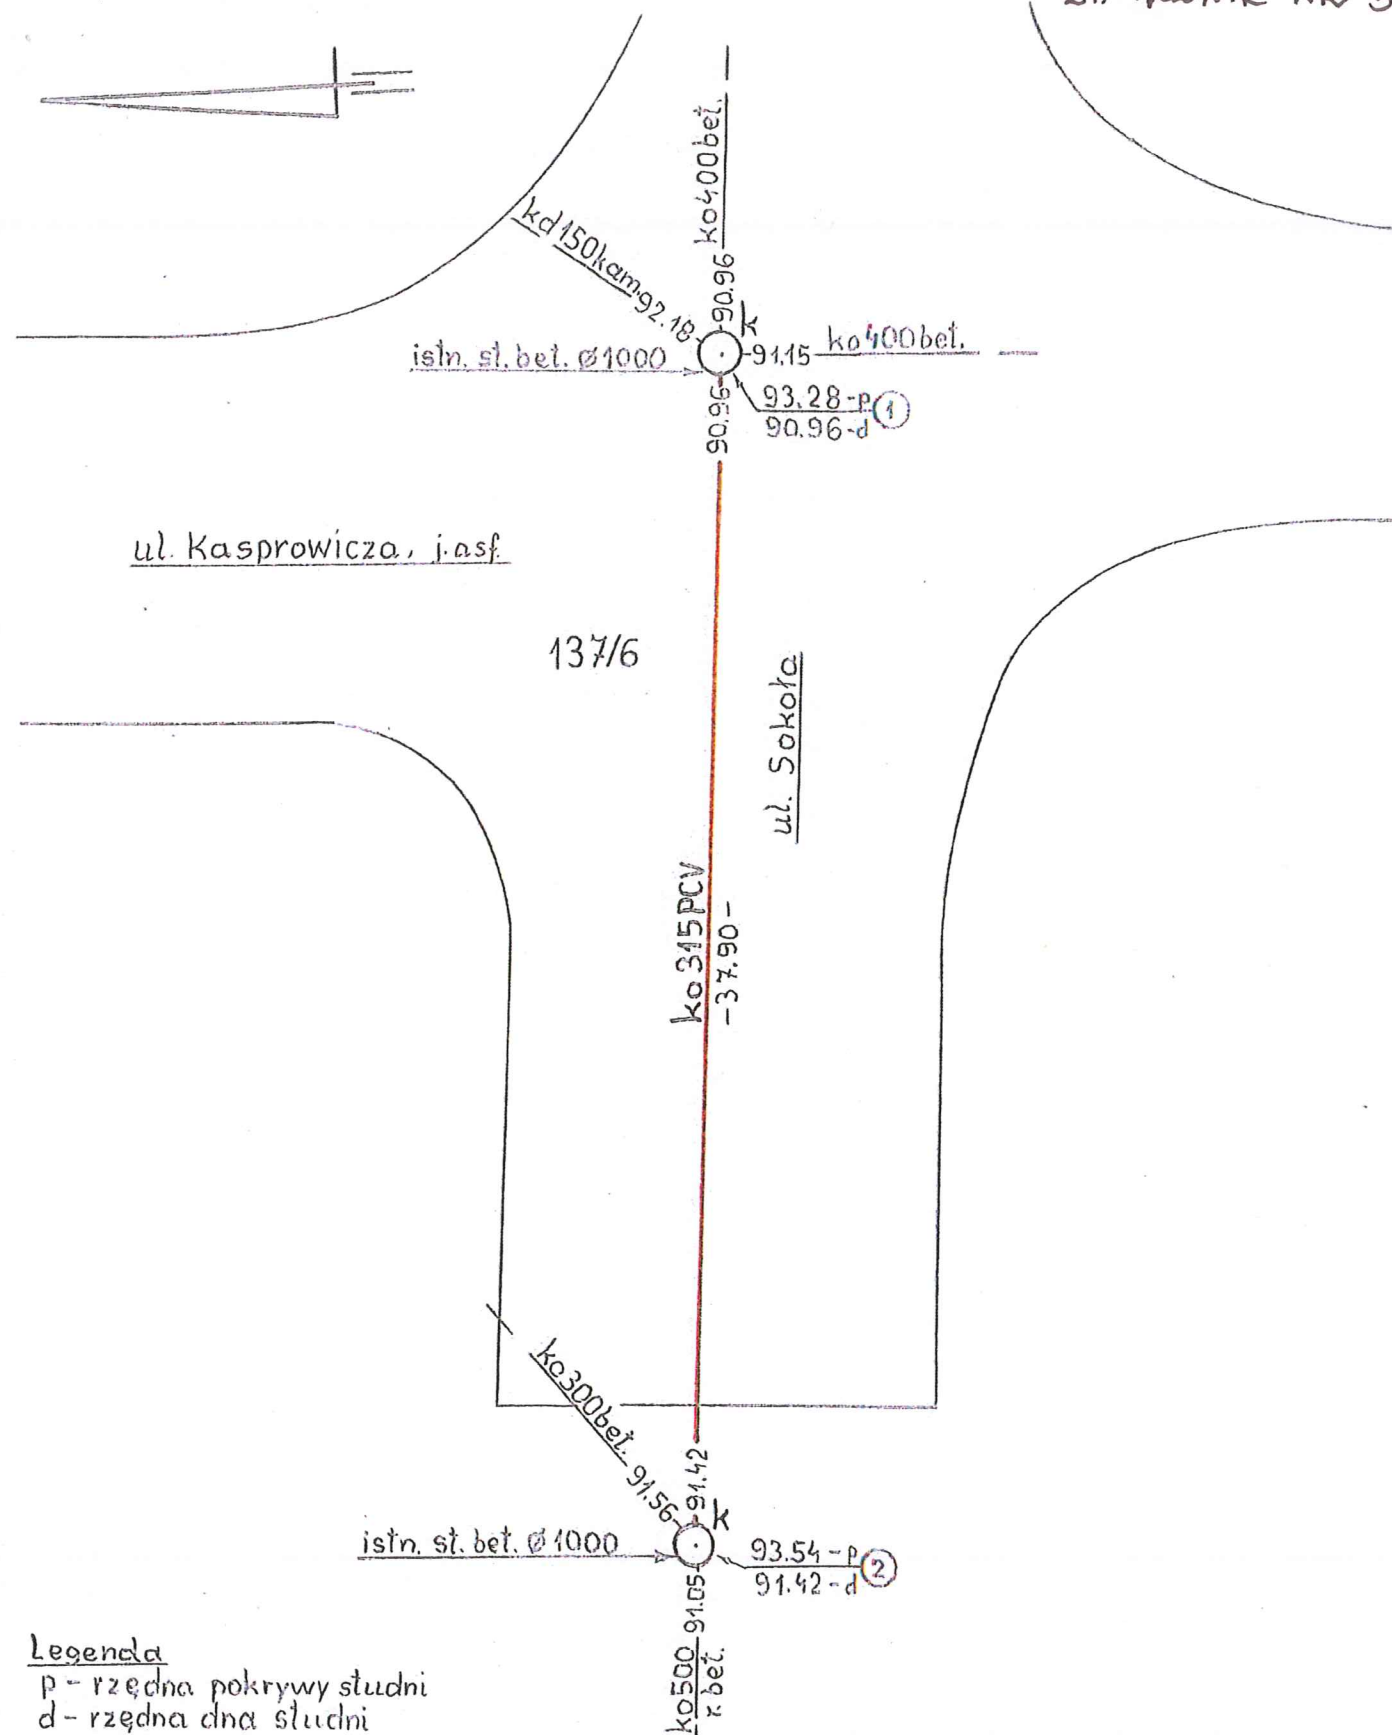 ko400bet.
90.96
kd150kam.
92.18
k
istn. st. bet. ø1000
91.15
ko400bet.
93.28-p
90.96-d
1
90.96
ul. Kasprowicza, j.asf.
137/6
ul. Sokoła
ko315PCV
-37.90-
ko300bet.
91.56
91.42
k
istn. st. bet. ø1000
93.54-p
91.42-d
2
91.05
ko500
ż.bet.
Legenda
p - rzędna pokrywy studni
d - rzędna dna studni